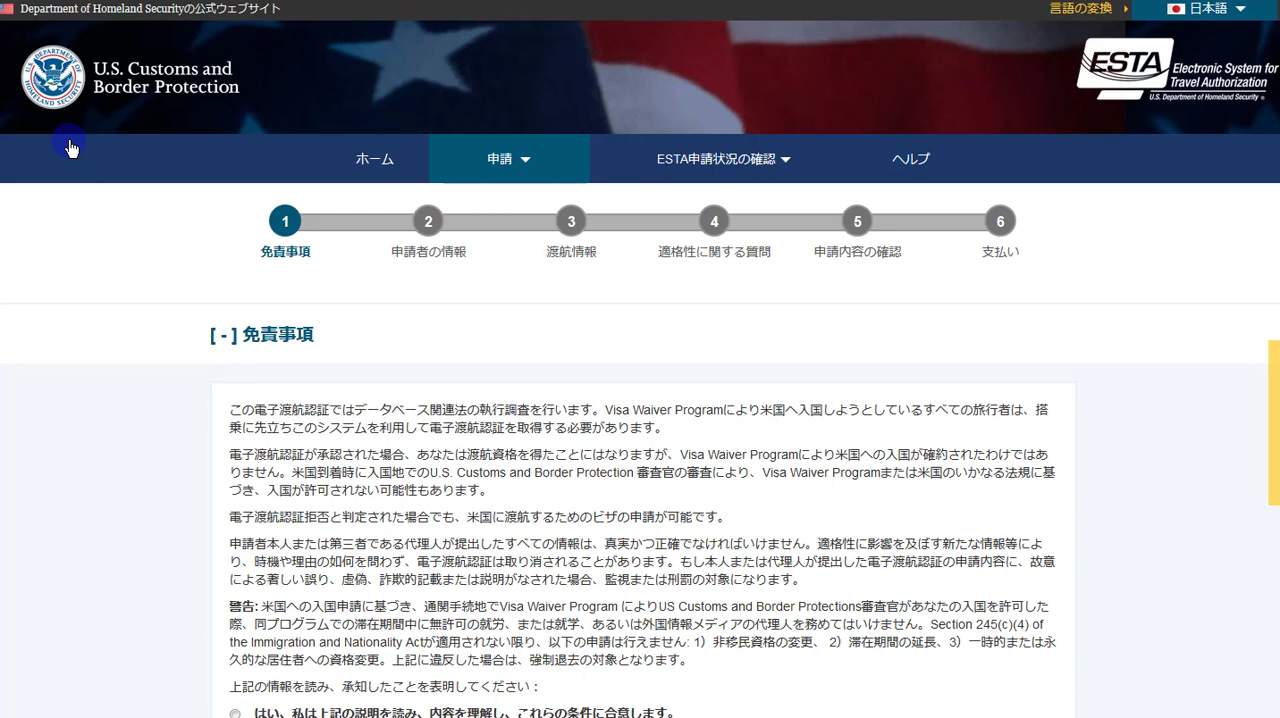 Department of Homeland Securityの公式ウェブサイト
言語の変換 日本語
U.S. Customs and
Border Protection
ESTA
Electronic System for
Travel Authorization
U.S. Department of Homeland Security
ホーム 申請 ESTA申請状況の確認 ヘルプ
1 2 3 4 5 6
免責事項 申請者の情報 渡航情報 適格性に関する質問 申請内容の確認 支払い
[ - ] 免責事項
この電子渡航認証ではデータベース関連法の執行調査を行います。Visa Waiver Programにより米国へ入国しようとしているすべての旅行者は、搭
乗に先立ちこのシステムを利用して電子渡航認証を取得する必要があります。
電子渡航認証が承認された場合、あなたは渡航資格を得たことにはなりますが、Visa Waiver Programにより米国への入国が確約されたわけではあ
りません。米国到着時に入国地でのU.S. Customs and Border Protection 審査官の審査により、Visa Waiver Programまたは米国のいかなる法規に基
づき、入国が許可されない可能性もあります。
電子渡航認証拒否と判定された場合でも、米国に渡航するためのビザの申請が可能です。
申請者本人または第三者である代理人が提出したすべての情報は、真実かつ正確でなければいけません。適格性に影響を及ぼす新たな情報等によ
り、時機や理由の如何を問わず、電子渡航認証は取り消されることがあります。もし本人または代理人が提出した電子渡航認証の申請内容に、故意
による著しい誤り、虚偽、詐欺的記載または説明がなされた場合、監視または刑罰の対象になります。
警告: 米国への入国申請に基づき、通関手続地でVisa Waiver Program によりUS Customs and Border Protections審査官があなたの入国を許可した
際、同プログラムでの滞在期間中に無許可の就労、または就学、あるいは外国情報メディアの代理人を務めてはいけません。Section 245(c)(4) of
the Immigration and Nationality Actが適用されない限り、以下の申請は行えません: 1）非移民資格の変更、 2）滞在期間の延長、3）一時的または永
久的な居住者への資格変更。上記に違反した場合は、強制退去の対象となります。
上記の情報を読み、承知したことを表明してください：
はい、私は上記の説明を読み、内容を理解し、これらの条件に合意します。